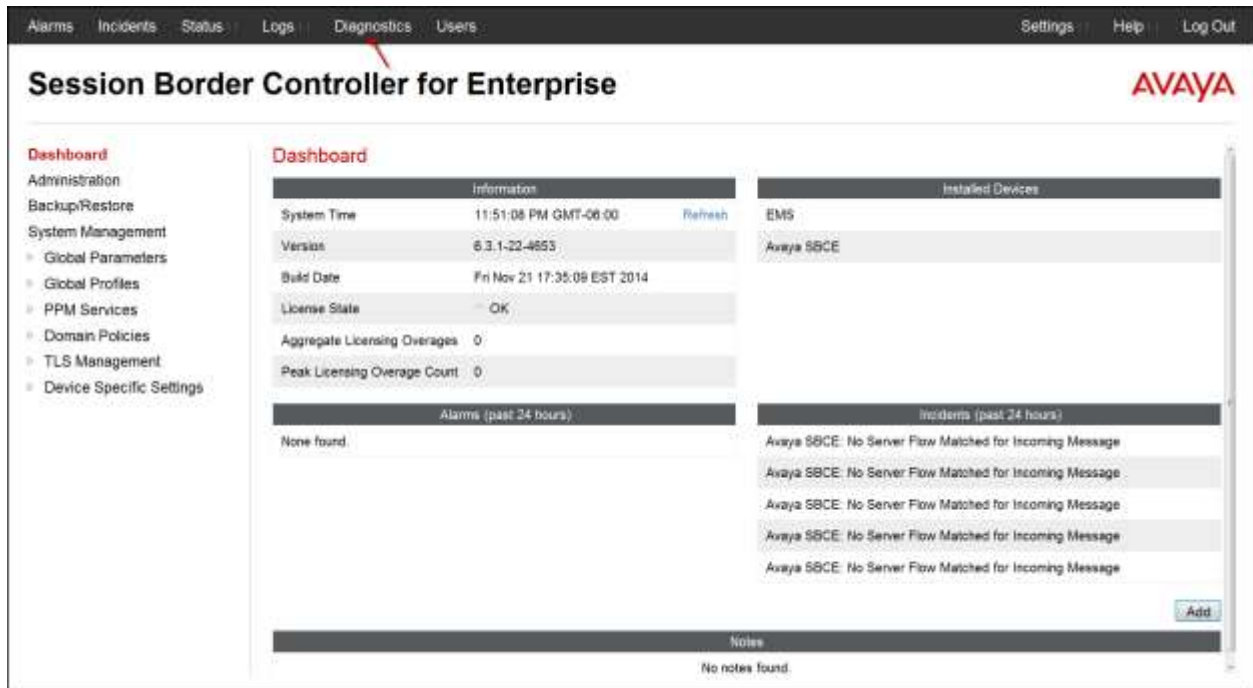 Alarms Incidents Status Logs Diagnostics Users Settings Help Log Out
Session Border Controller for Enterprise
AVAYA
Dashboard
Administration
Backup/Restore
System Management
Global Parameters
Global Profiles
PPM Services
Domain Policies
TLS Management
Device Specific Settings
Dashboard
Information
System Time 11:51:08 PM GMT-06:00 Refresh
Version 6.3.1-22-4653
Build Date Fri Nov 21 17:35:09 EST 2014
License State OK
Aggregate Licensing Overages 0
Peak Licensing Overage Count 0
Installed Devices
EMS
Avaya SBCE
Alarms (past 24 hours)
None found.
Incidents (past 24 hours)
Avaya SBCE: No Server Flow Matched for Incoming Message
Avaya SBCE: No Server Flow Matched for Incoming Message
Avaya SBCE: No Server Flow Matched for Incoming Message
Avaya SBCE: No Server Flow Matched for Incoming Message
Avaya SBCE: No Server Flow Matched for Incoming Message
Add
Notes
No notes found.